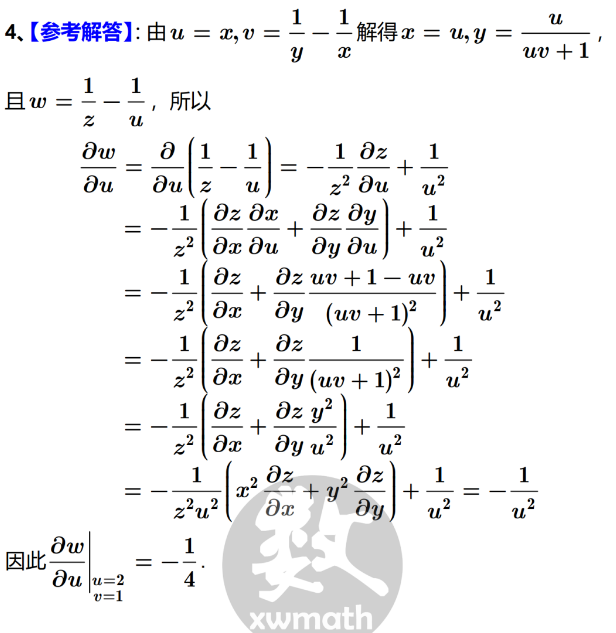 4、【参考解答】: 由 $u = x, v = \frac{1}{y} - \frac{1}{x}$ 解得 $x = u, y = \frac{u}{uv+1}$,
且 $w = \frac{1}{z} - \frac{1}{u}$, 所以
$\frac{\partial w}{\partial u} = \frac{\partial}{\partial u}\left(\frac{1}{z} - \frac{1}{u}\right) = -\frac{1}{z^2}\frac{\partial z}{\partial u} + \frac{1}{u^2}$
$= -\frac{1}{z^2}\left(\frac{\partial z}{\partial x}\frac{\partial x}{\partial u} + \frac{\partial z}{\partial y}\frac{\partial y}{\partial u}\right) + \frac{1}{u^2}$
$= -\frac{1}{z^2}\left(\frac{\partial z}{\partial x} + \frac{\partial z}{\partial y}\frac{uv+1-uv}{(uv+1)^2}\right) + \frac{1}{u^2}$
$= -\frac{1}{z^2}\left(\frac{\partial z}{\partial x} + \frac{\partial z}{\partial y}\frac{1}{(uv+1)^2}\right) + \frac{1}{u^2}$
$= -\frac{1}{z^2}\left(\frac{\partial z}{\partial x} + \frac{\partial z}{\partial y}\frac{y^2}{u^2}\right) + \frac{1}{u^2}$
$= -\frac{1}{z^2u^2}\left(x^2\frac{\partial z}{\partial x} + y^2\frac{\partial z}{\partial y}\right) + \frac{1}{u^2} = -\frac{1}{u^2}$
因此 $\left.\frac{\partial w}{\partial u}\right|_{\substack{u=2\\v=1}} = -\frac{1}{4}$.
数
xwmath